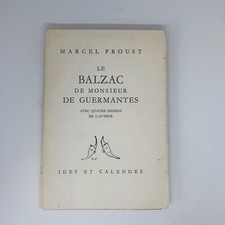 MARCEL PROUST
LE
BALZAC
DE MONSIEUR
DE GUERMANTES
AVEC QUATRE DESSINS
DE L'AUTEUR
IDES ET CALENDES